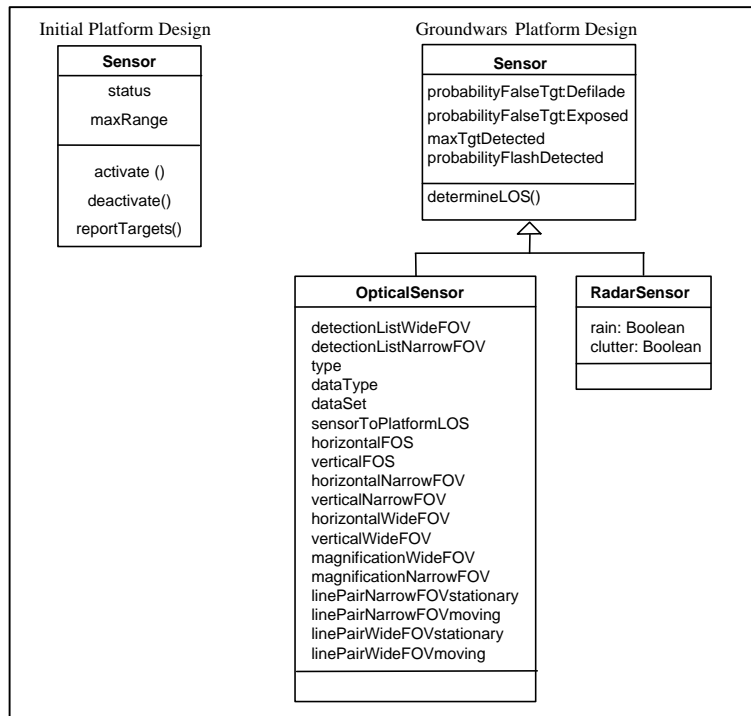 Initial Platform Design
Sensor
status
maxRange
activate ()
deactivate()
reportTargets()
Groundwars Platform Design
Sensor
probabilityFalseTgt:Defilade
probabilityFalseTgt:Exposed
maxTgtDetected
probabilityFlashDetected
determineLOS()
OpticalSensor
detectionListWideFOV
detectionListNarrowFOV
type
dataType
dataSet
sensorToPlatformLOS
horizontalFOS
verticalFOS
horizontalNarrowFOV
verticalNarrowFOV
horizontalWideFOV
verticalWideFOV
magnificationWideFOV
magnificationNarrowFOV
linePairNarrowFOVstationary
linePairNarrowFOVmoving
linePairWideFOVstationary
linePairWideFOVmoving
RadarSensor
rain: Boolean
clutter: Boolean